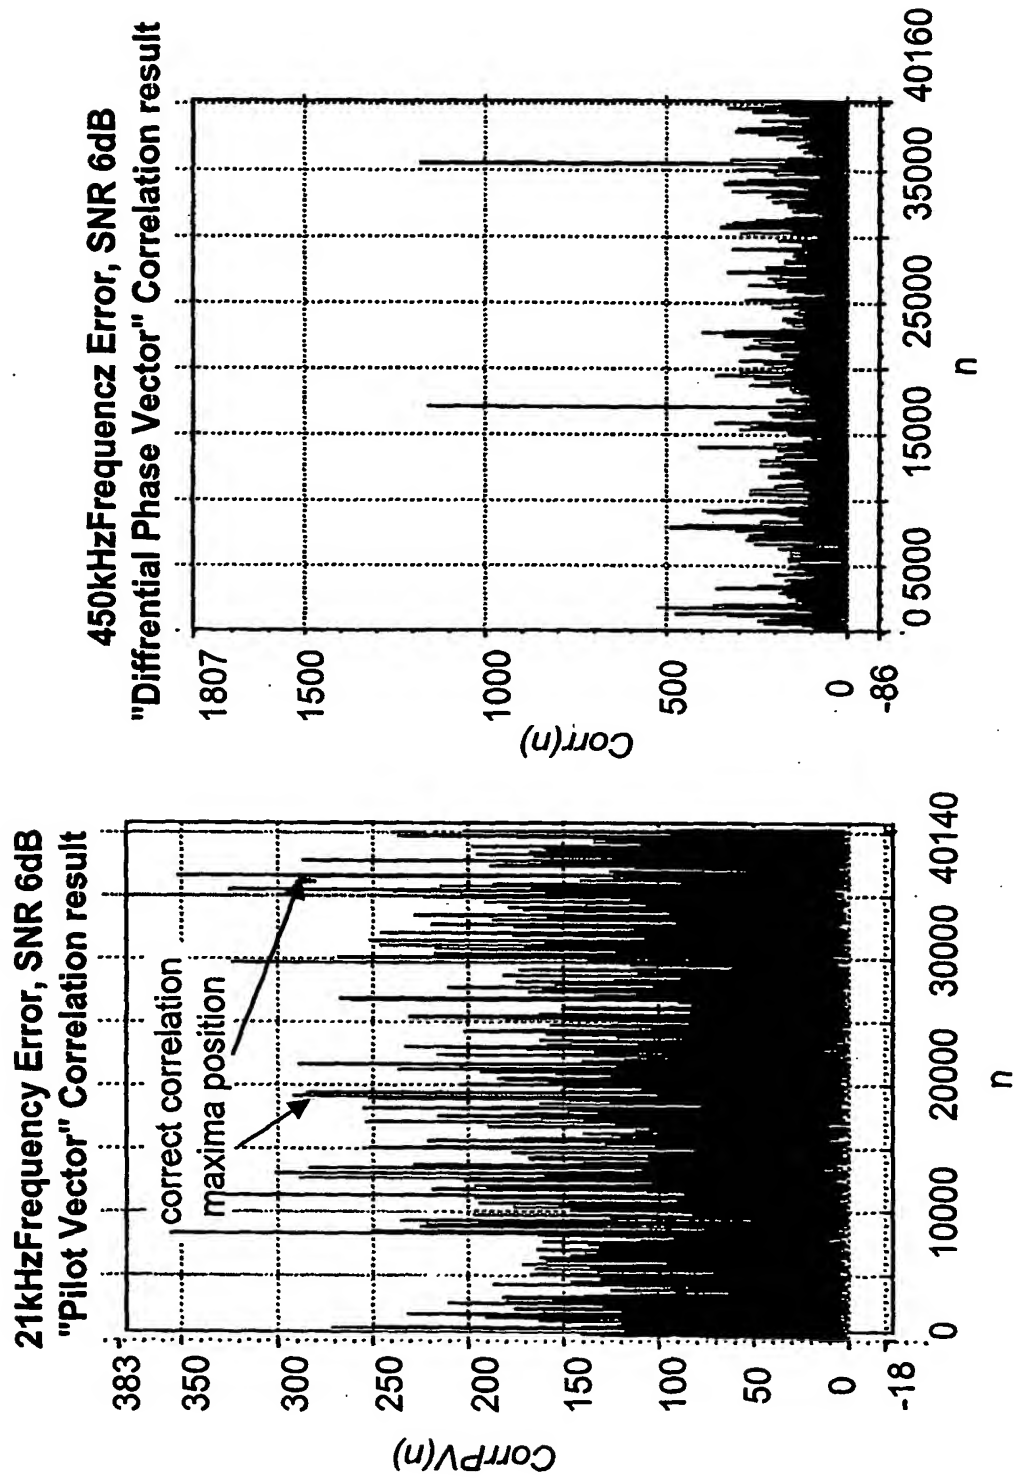 21kHzFrequency Error, SNR 6dB
"Pilot Vector" Correlation result
383
350
300
250
200
150
100
50
0
-18
CorrPV(n)
correct correlation
maxima position
0
10000
20000
30000
40140
n
450kHzFrequencz Error, SNR 6dB
"Diffrential Phase Vector" Correlation result
1807
1500
1000
500
0
-86
Corr(n)
0
5000
15000
25000
35000
40160
n